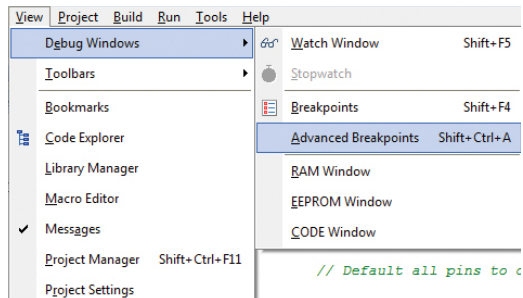 View Project Build Run Tools Help
Debug Windows
Toolbars
Bookmarks
Code Explorer
Library Manager
Macro Editor
Messages
Project Manager Shift+Ctrl+F11
Project Settings
Watch Window Shift+F5
Stopwatch
Breakpoints Shift+F4
Advanced Breakpoints Shift+Ctrl+A
RAM Window
EEPROM Window
CODE Window
// Default all pins to